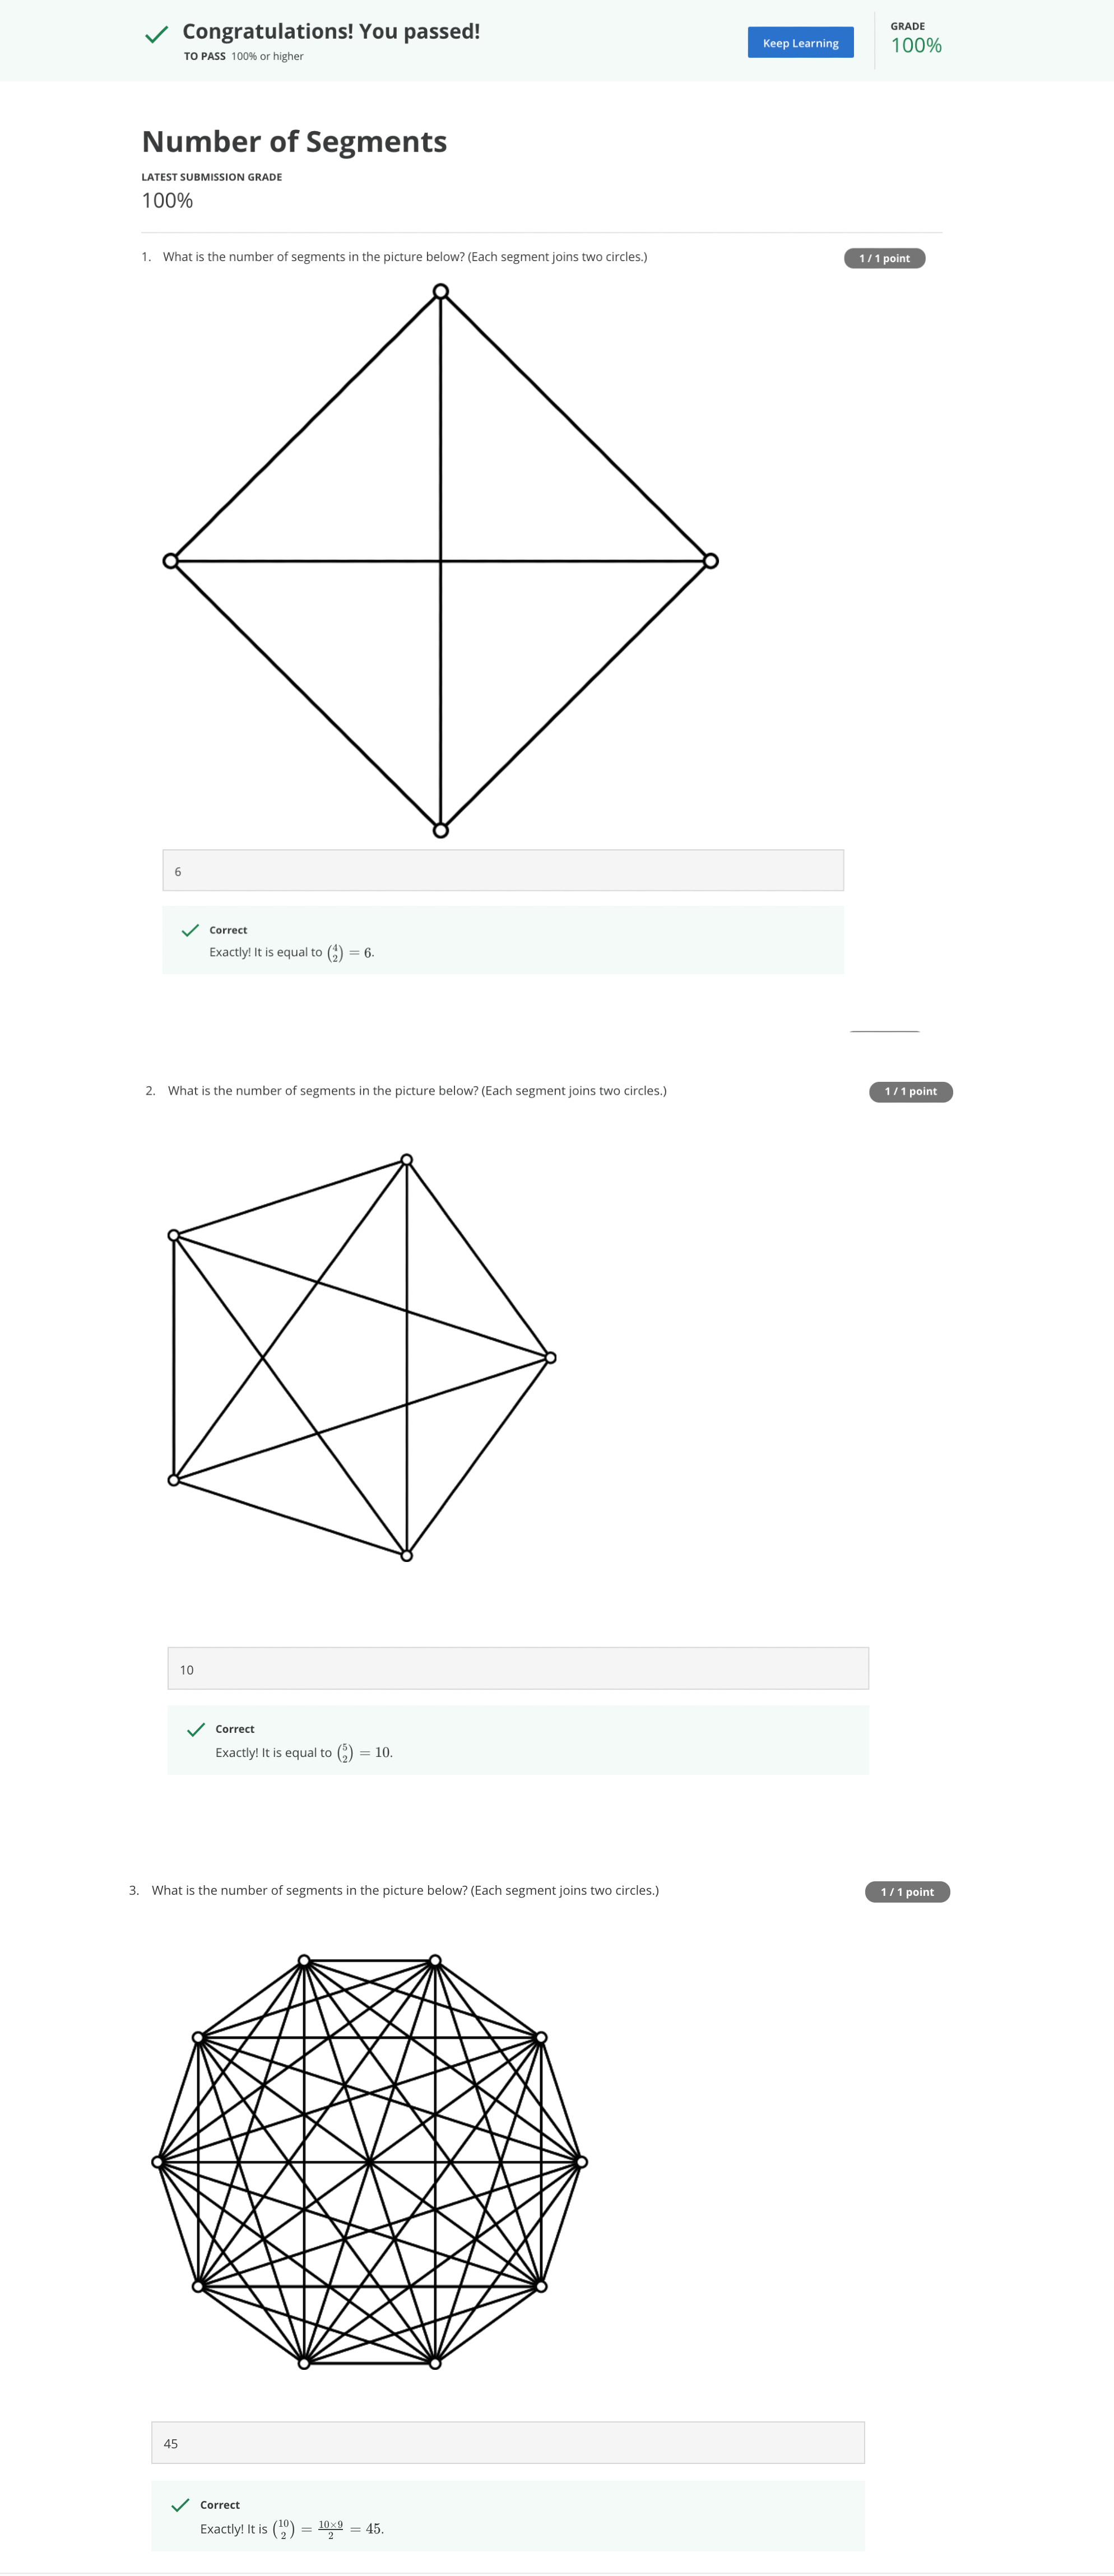 Congratulations! You passed!
TO PASS 100% or higher
Keep Learning
GRADE
100%
Number of Segments
LATEST SUBMISSION GRADE
100%
1. What is the number of segments in the picture below? (Each segment joins two circles.)
1 / 1 point
6
Correct
Exactly! It is equal to $\binom{4}{2} = 6$.
2. What is the number of segments in the picture below? (Each segment joins two circles.)
1 / 1 point
10
Correct
Exactly! It is equal to $\binom{5}{2} = 10$.
3. What is the number of segments in the picture below? (Each segment joins two circles.)
1 / 1 point
45
Correct
Exactly! It is $\binom{10}{2} = \frac{10 \times 9}{2} = 45$.